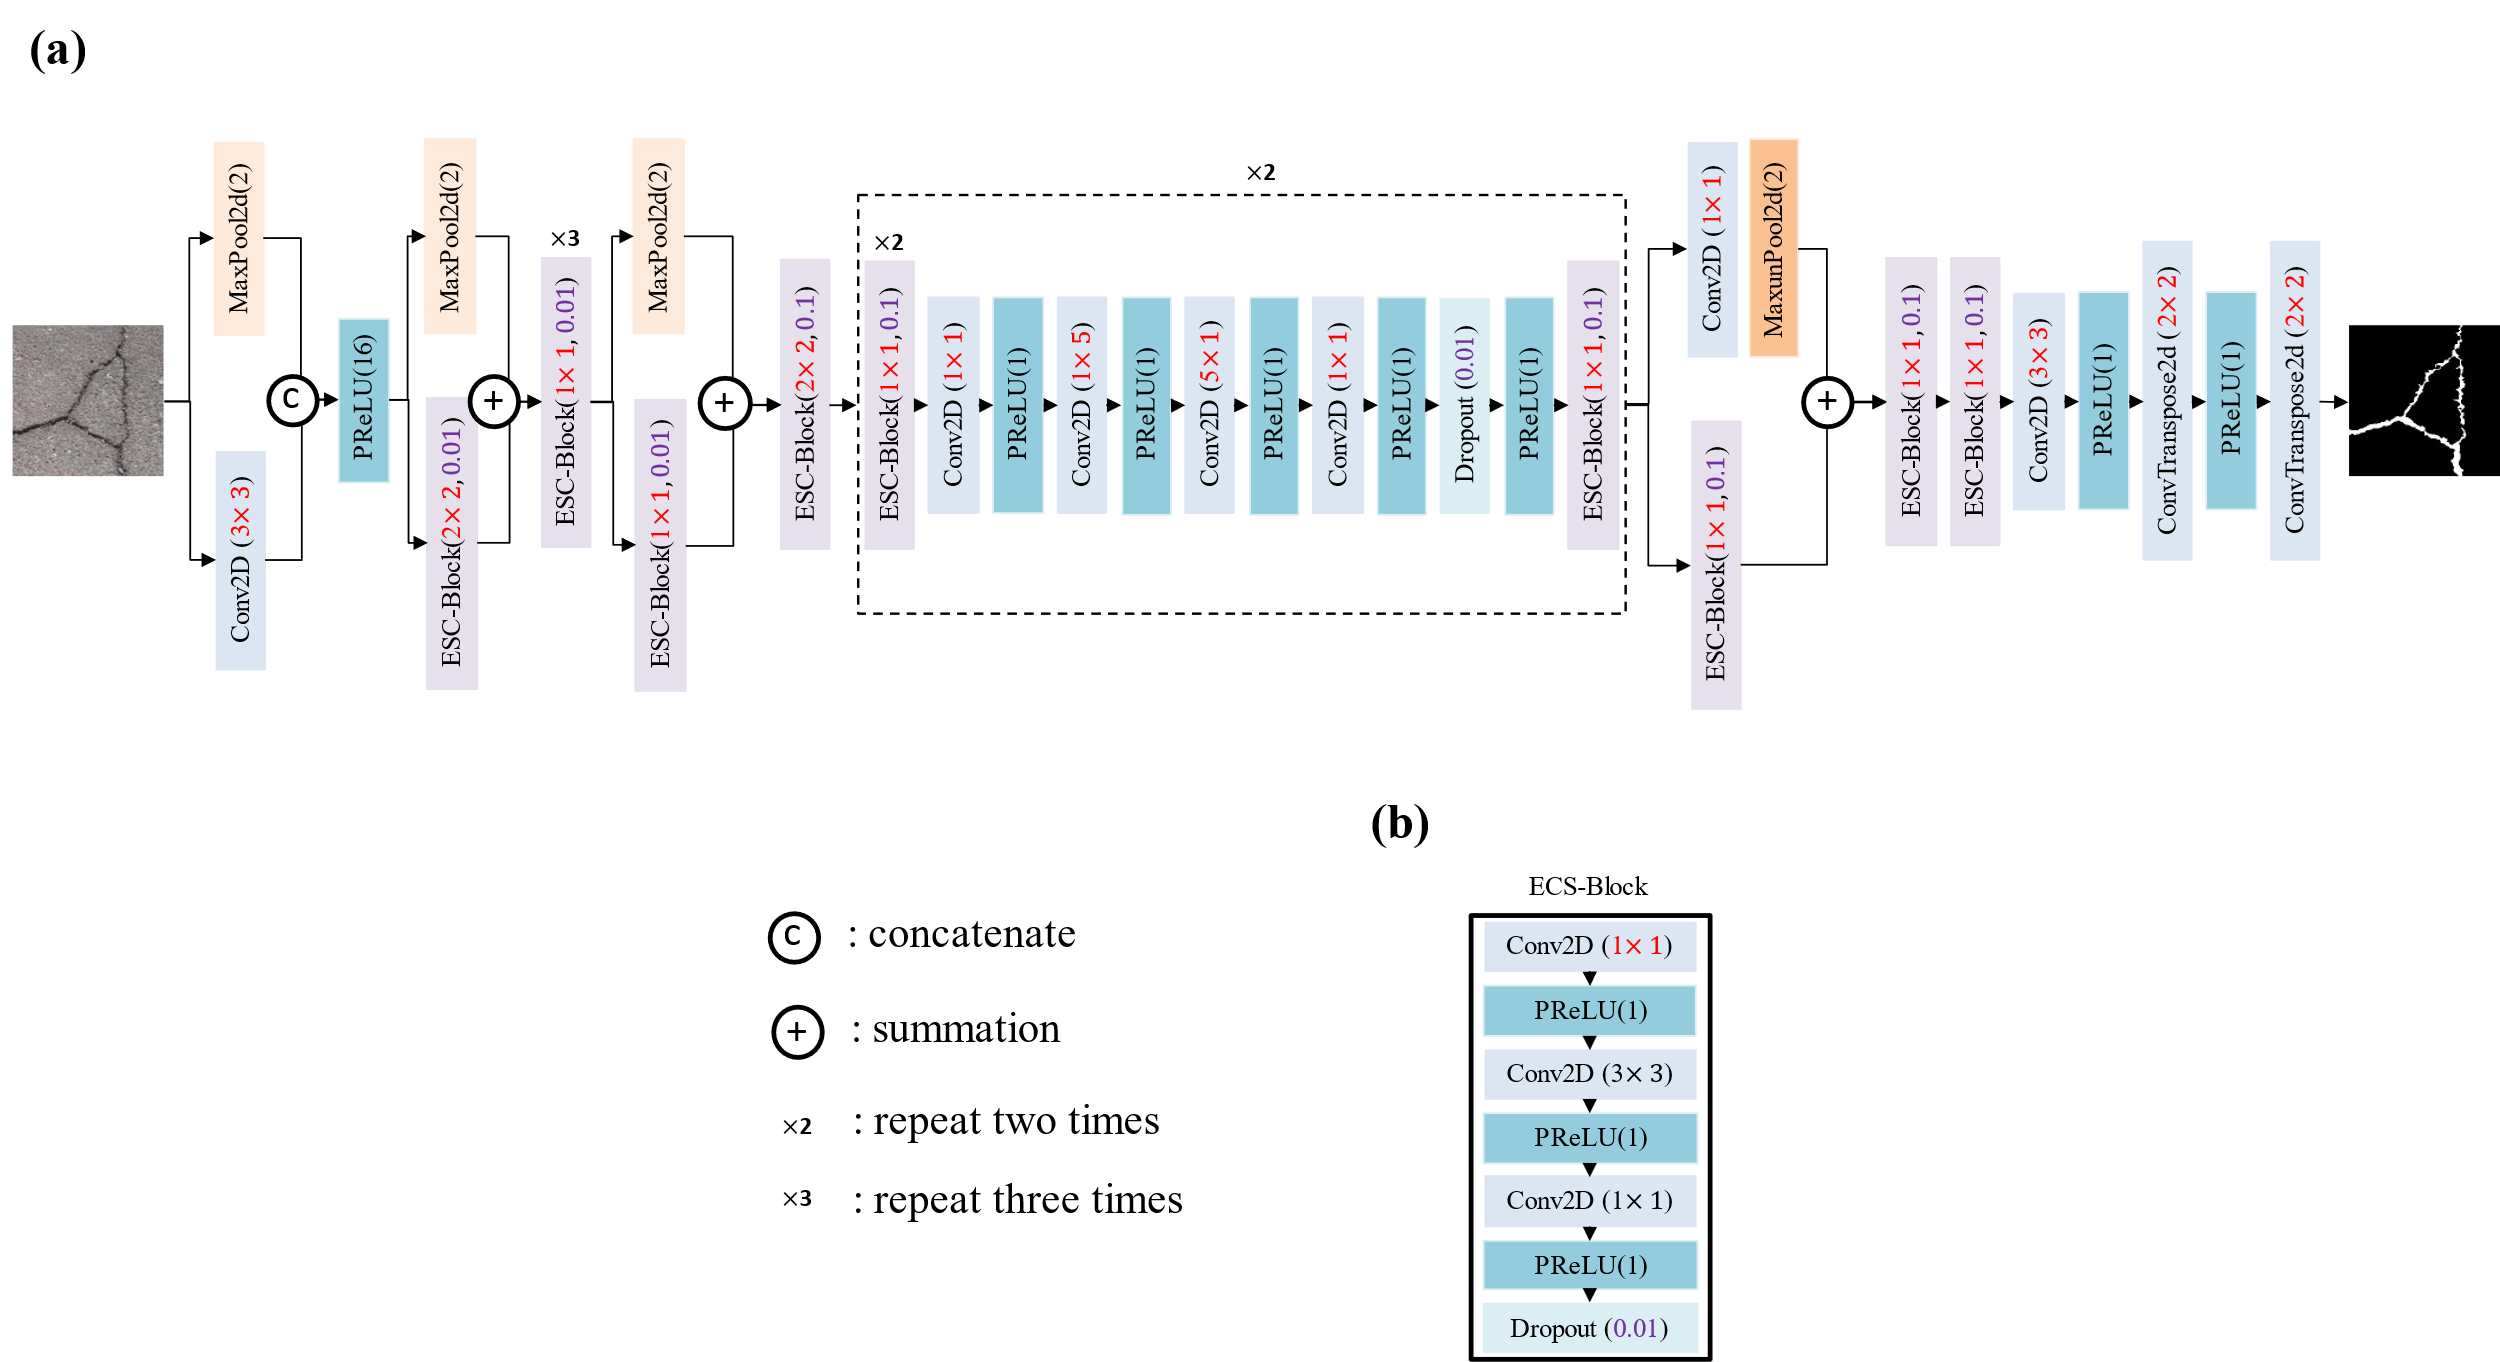 (a)
MaxPool2d(2)
Conv2D (3× 3)
C
PReLU(16)
MaxPool2d(2)
ESC-Block(2× 2, 0.01)
+
×3
ESC-Block(1× 1, 0.01)
MaxPool2d(2)
ESC-Block(1× 1, 0.01)
+
ESC-Block(2× 2, 0.1)
×2
×2
ESC-Block(1× 1, 0.1)
Conv2D (1× 1)
PReLU(1)
Conv2D (1× 5)
PReLU(1)
Conv2D (5× 1)
PReLU(1)
Conv2D (1× 1)
PReLU(1)
Dropout (0.01)
PReLU(1)
ESC-Block(1× 1, 0.1)
Conv2D (1× 1)
MaxunPool2d(2)
ESC-Block(1× 1, 0.1)
+
ESC-Block(1× 1, 0.1)
ESC-Block(1× 1, 0.1)
Conv2D (3× 3)
PReLU(1)
ConvTranspose2d ( 2× 2)
PReLU(1)
ConvTranspose2d (2× 2)
C : concatenate
+ : summation
×2 : repeat two times
×3 : repeat three times
(b)
ECS-Block
Conv2D (1× 1)
PReLU(1)
Conv2D (3× 3)
PReLU(1)
Conv2D (1× 1)
PReLU(1)
Dropout (0.01)